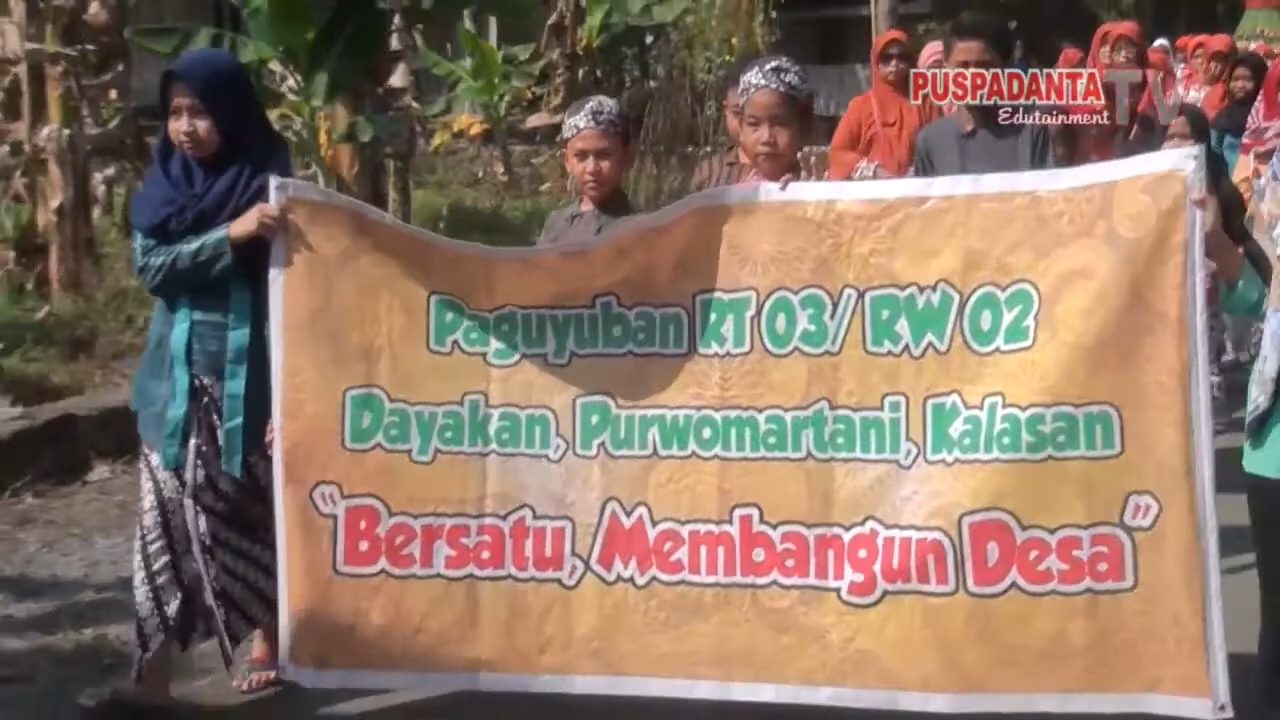 PUSPADANTA TV
Edutainment
Paguyuban RT 03/ RW 02
Dayakan, Purwomartani, Kalasan
"Bersatu, Membangun Desa"